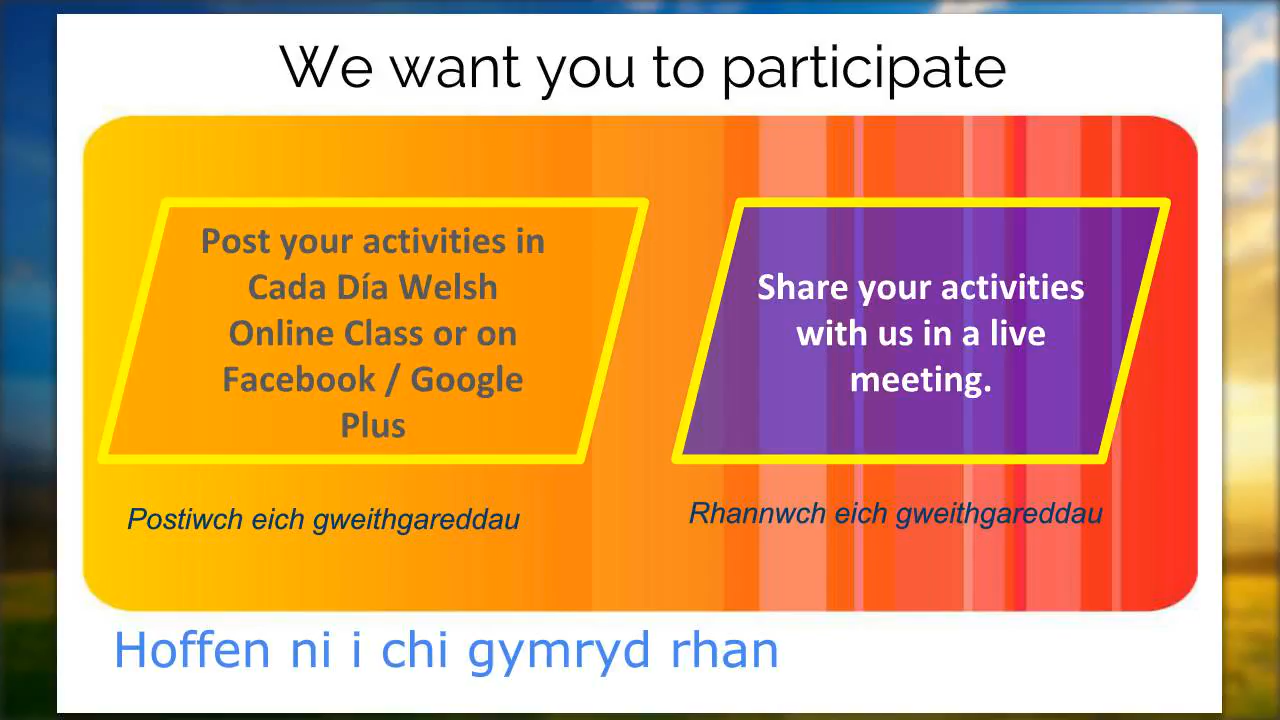 We want you to participate
Post your activities in
Cada Día Welsh
Online Class or on
Facebook / Google
Plus
Share your activities
with us in a live
meeting.
Postiwch eich gweithgareddau
Rhannwch eich gweithgareddau
Hoffen ni i chi gymryd rhan